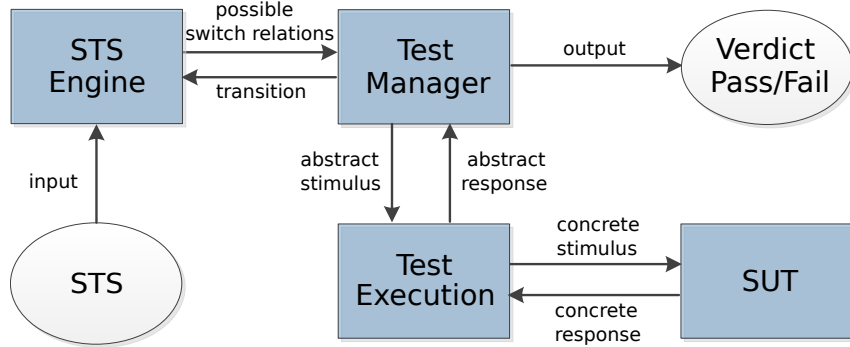 possible
switch relations
STS
Engine
transition
Test
Manager
output
Verdict
Pass/Fail
input
abstract
stimulus
abstract
response
STS
Test
Execution
concrete
stimulus
concrete
response
SUT